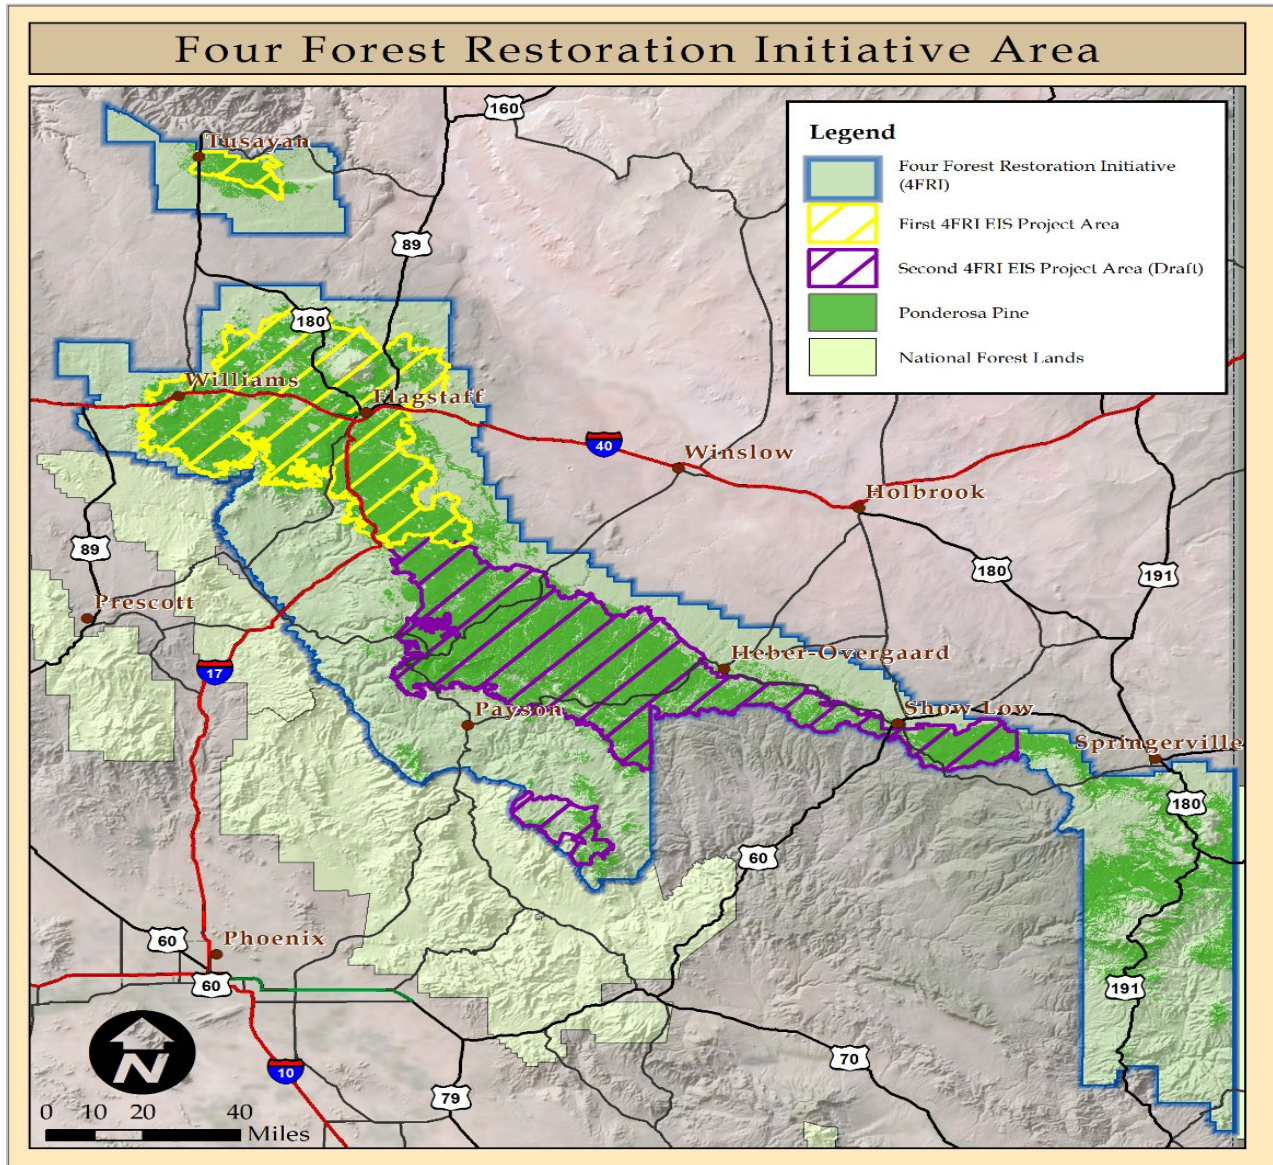 Four Forest Restoration Initiative Area
160
Legend
Tusayan
Four Forest Restoration Initiative
(4FRI)
First 4FRI EIS Project Area
89
Second 4FRI EIS Project Area (Draft)
180
Ponderosa Pine
National Forest Lands
Williams
Flagstaff
40
Winslow
Holbrook
89
180
191
Prescott
Heber-Overgaard
17
Payson
Show Low
Springerville
180
60
60
Phoenix
60
191
N
70
10
79
0 10 20 40
Miles